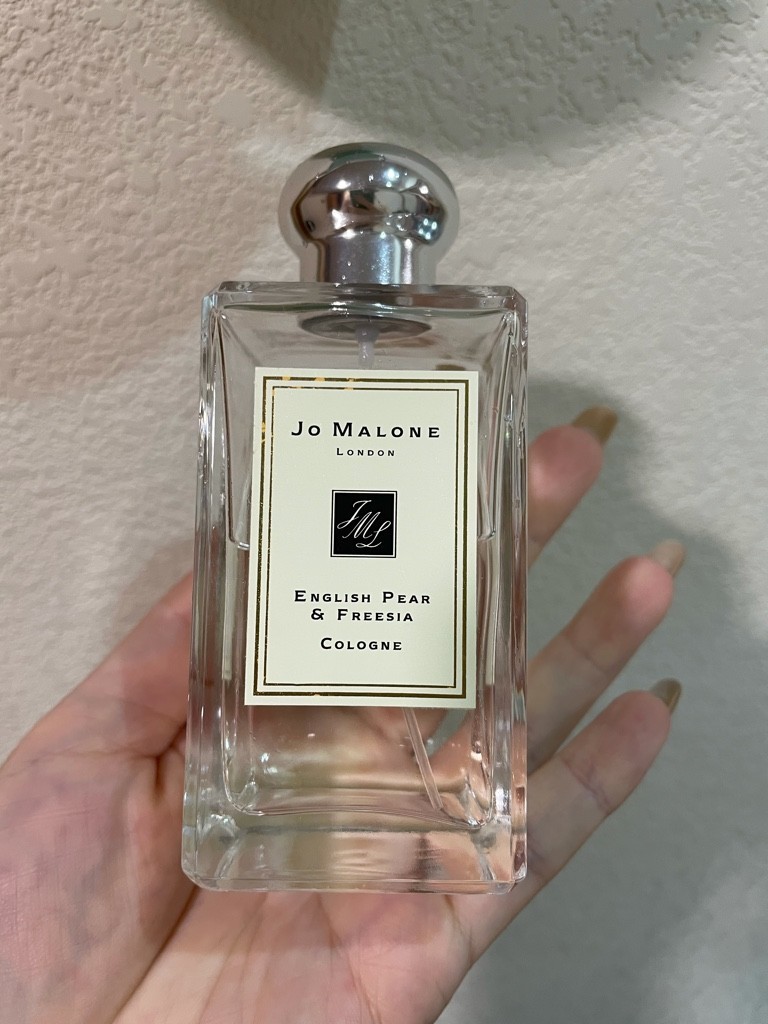 Jo Malone
London
JML
English Pear
& Freesia
Cologne